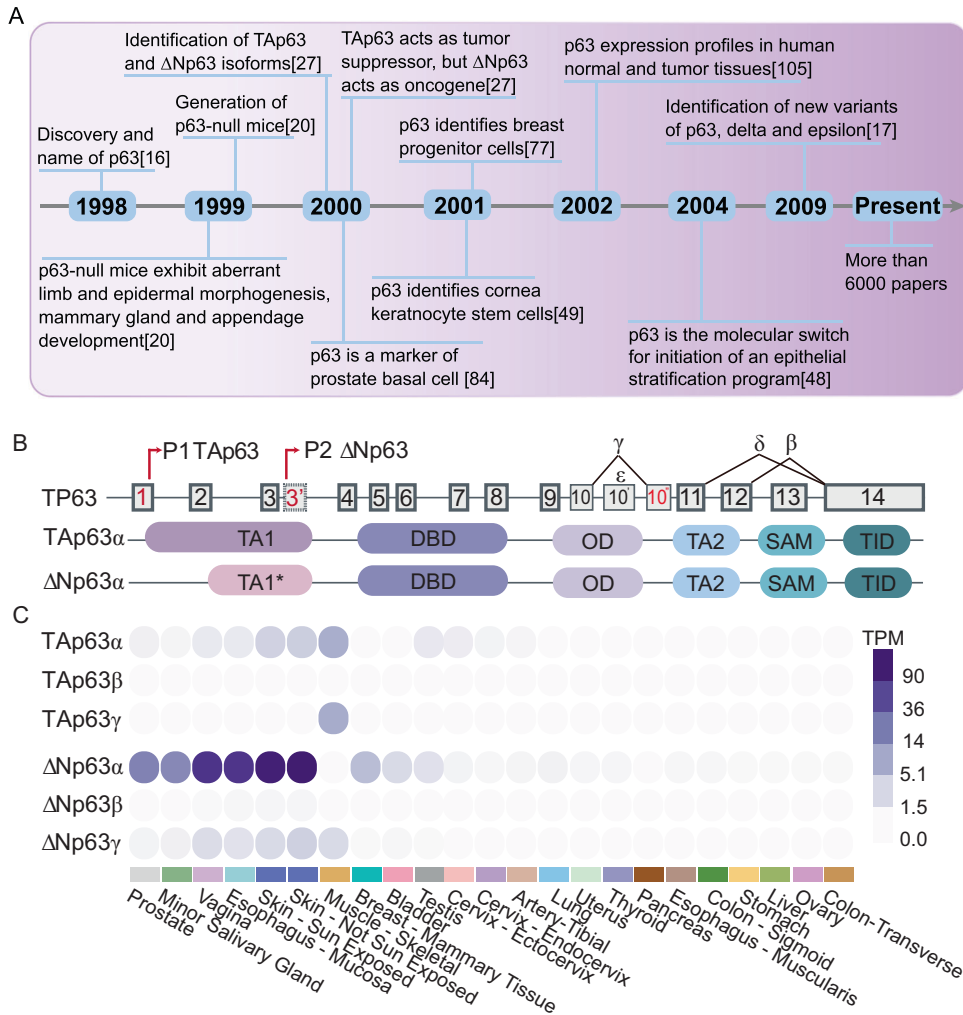 A
Identification of TAp63
and ΔNp63 isoforms[27]
TAp63 acts as tumor
suppressor, but ΔNp63
acts as oncogene[27]
p63 expression profiles in human
normal and tumor tissues[105]
Generation of
p63-null mice[20]
Identification of new variants
of p63, delta and epsilon[17]
Discovery and
name of p63[16]
p63 identifies breast
progenitor cells[77]
1998
1999
2000
2001
2002
2004
2009
Present
p63-null mice exhibit aberrant
limb and epidermal morphogenesis,
mammary gland and appendage
development[20]
p63 is a marker of
prostate basal cell [84]
p63 identifies cornea
keratnocyte stem cells[49]
p63 is the molecular switch
for initiation of an epithelial
stratification program[48]
More than
6000 papers
B
P1 TAp63
P2 ΔNp63
γ
ε
δ
β
TP63
1
2
3
3'
4
5
6
7
8
9
10
10'
10"
11
12
13
14
TAp63α
TA1
DBD
OD
TA2
SAM
TID
ΔNp63α
TA1*
DBD
OD
TA2
SAM
TID
C
TAp63α
TAp63β
TAp63γ
ΔNp63α
ΔNp63β
ΔNp63γ
TPM
90
36
14
5.1
1.5
0.0
Prostate
Minor Salivary Gland
Vagina
Esophagus - Mucosa
Skin - Sun Exposed
Skin - Not Sun Exposed
Muscle - Skeletal
Breast - Mammary Tissue
Bladder
Testis
Cervix - Ectocervix
Cervix - Endocervix
Artery-Tibial
Lung
Uterus
Thyroid
Pancreas
Esophagus - Muscularis
Colon - Sigmoid
Stomach
Liver
Ovary
Colon-Transverse